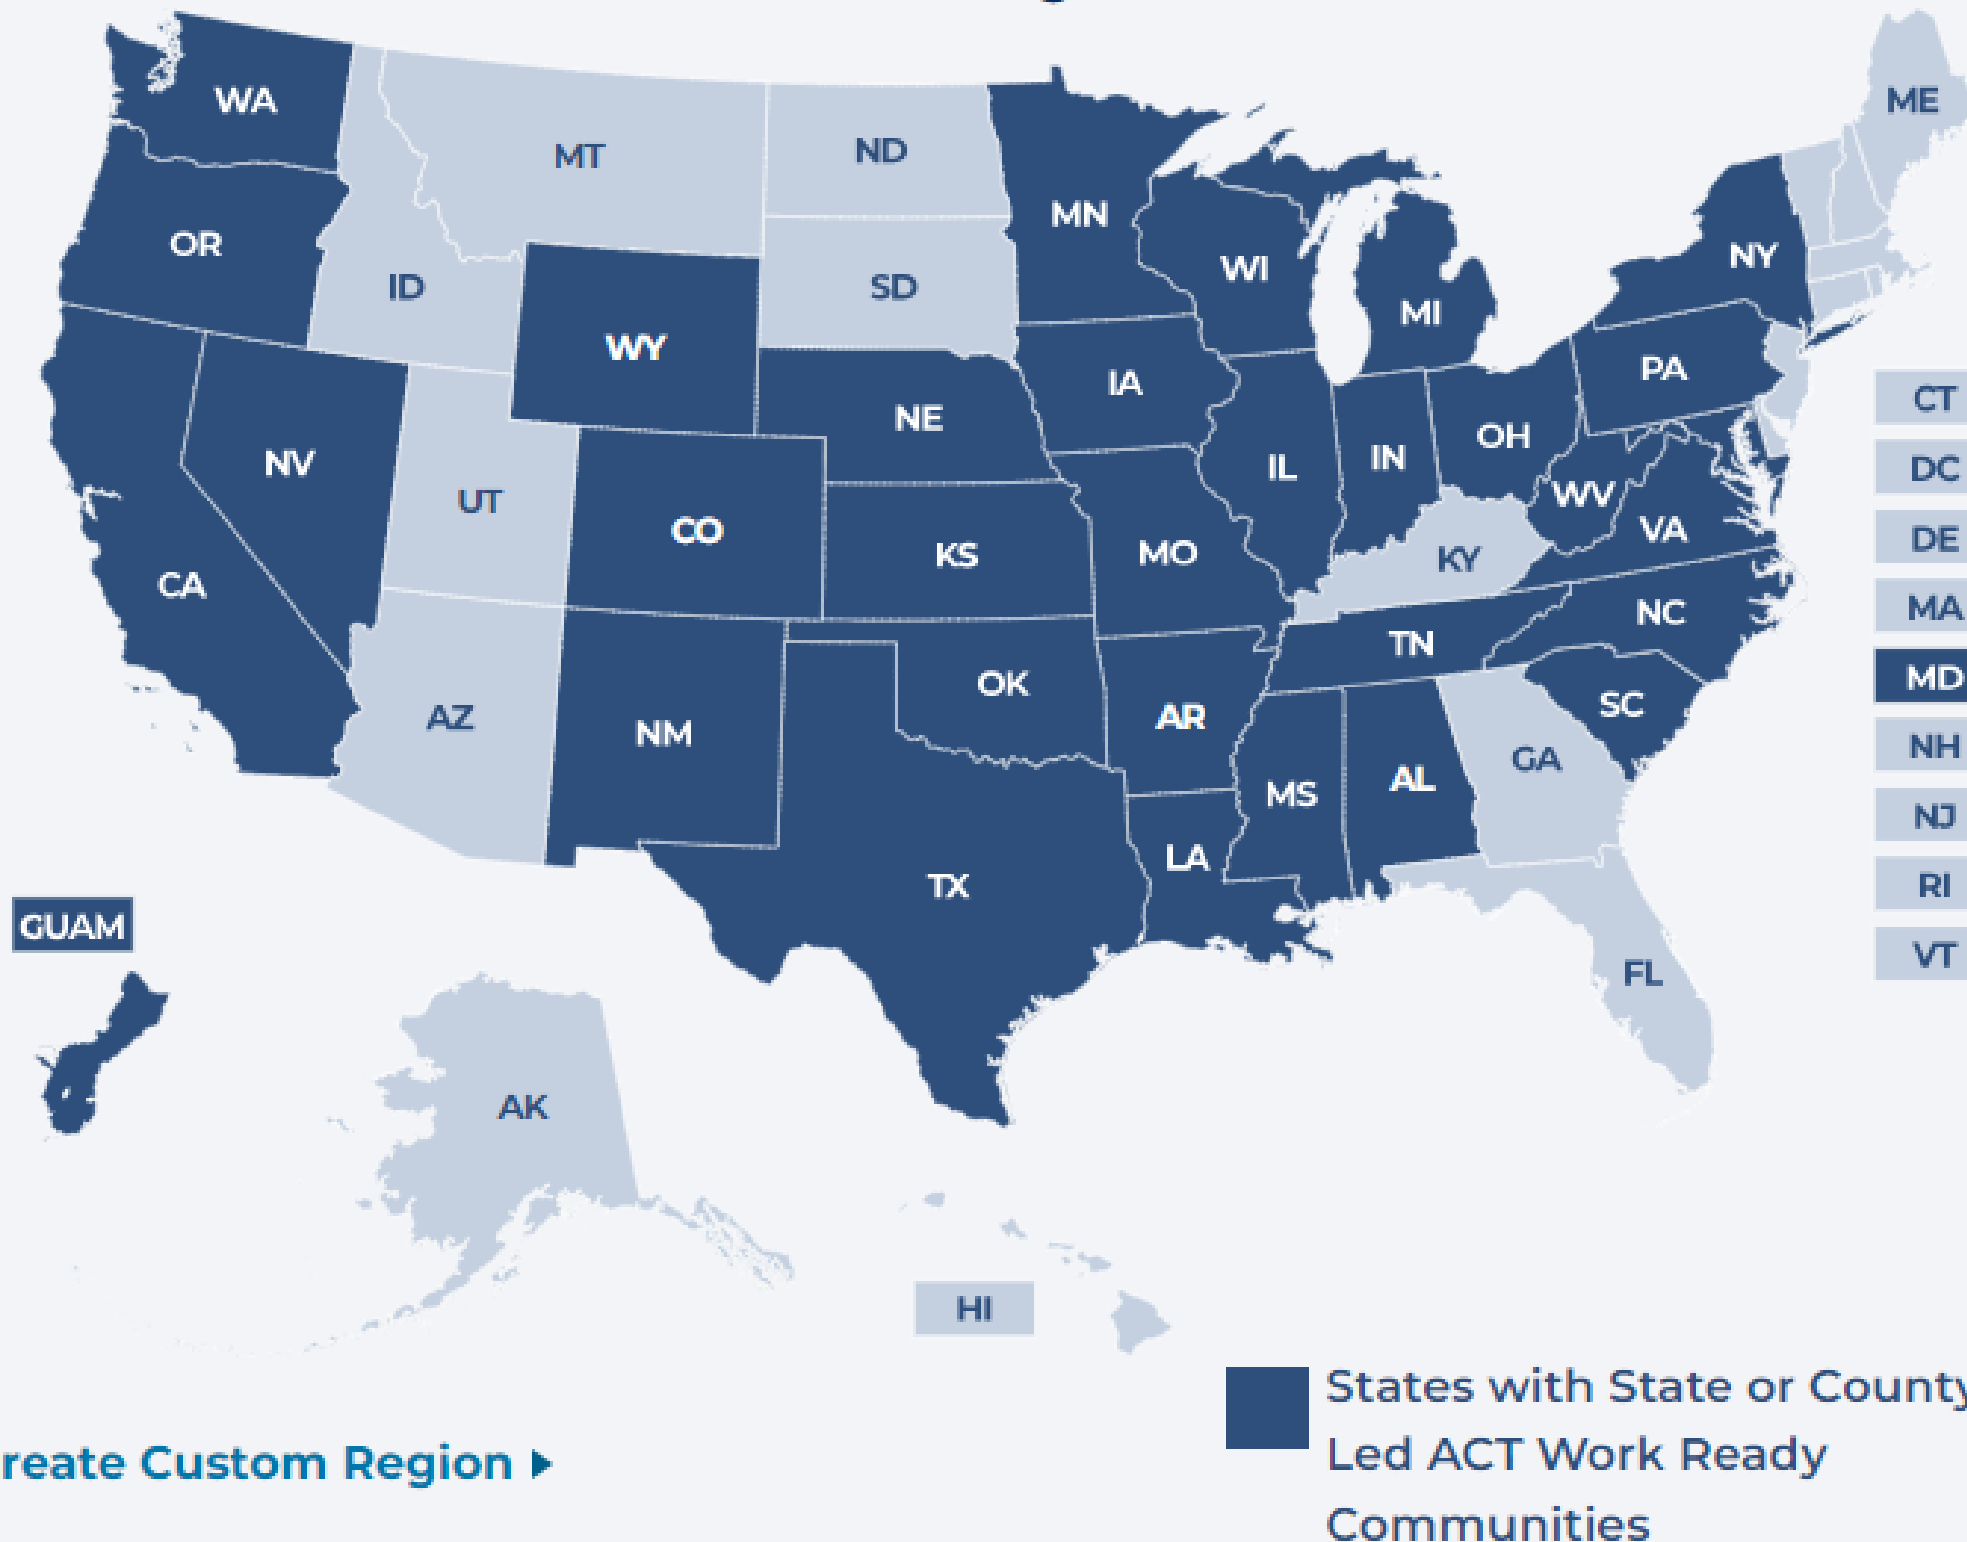 WA
MT
ND
ME
MN
OR
ID
SD
WI
NY
MI
WY
PA
IA
NE
CT
NV
UT
IL
IN
OH
DC
WV
CO
KS
MO
VA
DE
CA
KY
NC
MA
TN
OK
MD
AZ
NM
AR
SC
NH
GA
MS
AL
NJ
TX
LA
RI
GUAM
FL
VT
AK
HI
States with State or County
Led ACT Work Ready
Communities
reate Custom Region